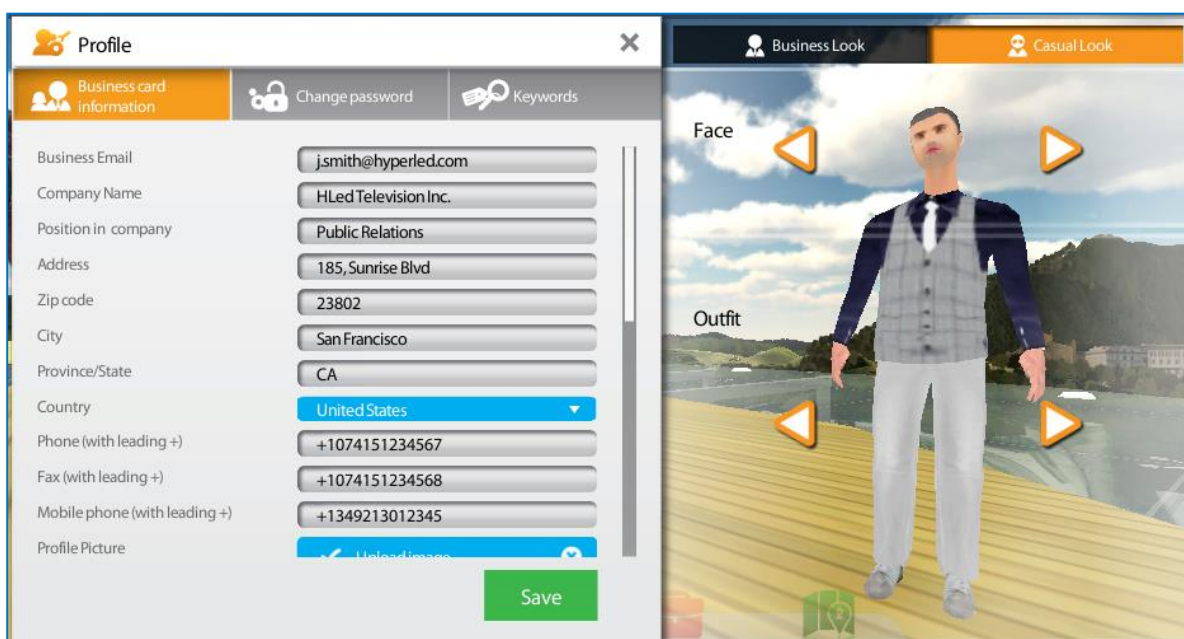 Profile
Business card
information
Change password
Keywords
Business Email
j.smith@hyperled.com
Company Name
HLed Television Inc.
Position in company
Public Relations
Address
185, Sunrise Blvd
Zip code
23802
City
San Francisco
Province/State
CA
Country
United States
Phone (with leading +)
+1074151234567
Fax (with leading +)
+1074151234568
Mobile phone (with leading +)
+1349213012345
Profile Picture
Upload image
Save
Business Look
Casual Look
Face
Outfit
2